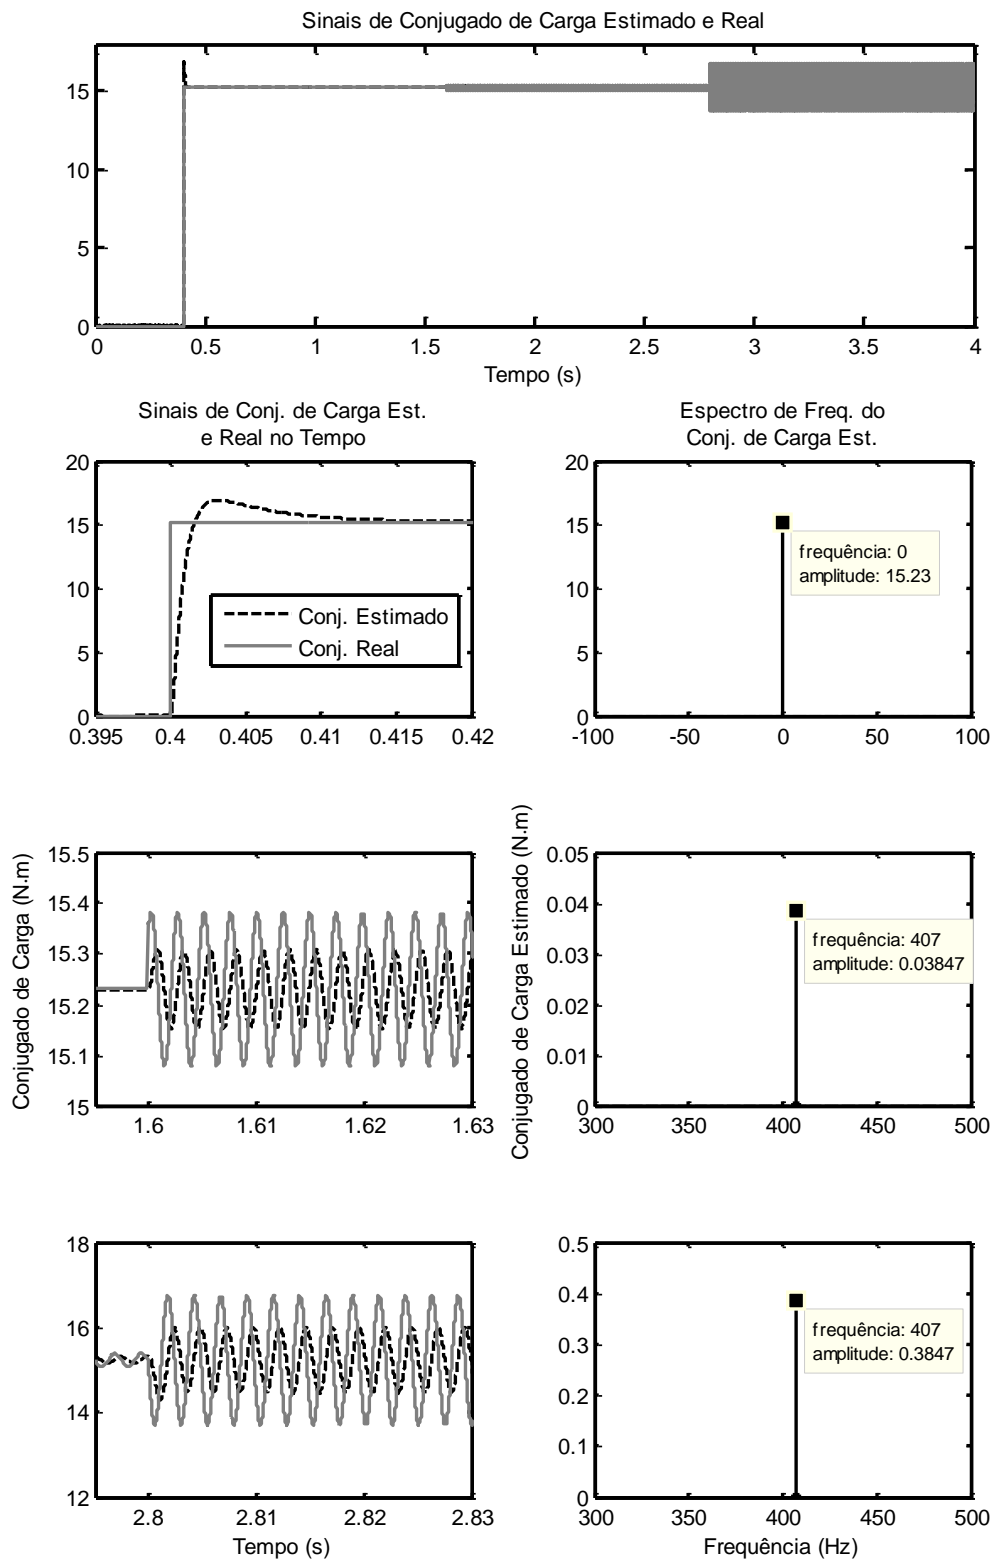 Sinais de Conjugado de Carga Estimado e Real
15
10
5
0
0 0.5 1 1.5 2 2.5 3 3.5 4
Tempo (s)
Sinais de Conj. de Carga Est.
e Real no Tempo
20
15
10
5
0
Conj. Estimado
Conj. Real
0.395 0.4 0.405 0.41 0.415 0.42
Espectro de Freq. do
Conj. de Carga Est.
20
15
10
5
0
frequência: 0
amplitude: 15.23
-100 -50 0 50 100
Conjugado de Carga (N.m)
15.5
15.4
15.3
15.2
15.1
15
1.6 1.61 1.62 1.63
Conjugado de Carga Estimado (N.m)
0.05
0.04
0.03
0.02
0.01
0
frequência: 407
amplitude: 0.03847
300 350 400 450 500
18
16
14
12
2.8 2.81 2.82 2.83
Tempo (s)
0.5
0.4
0.3
0.2
0.1
0
frequência: 407
amplitude: 0.3847
300 350 400 450 500
Frequência (Hz)